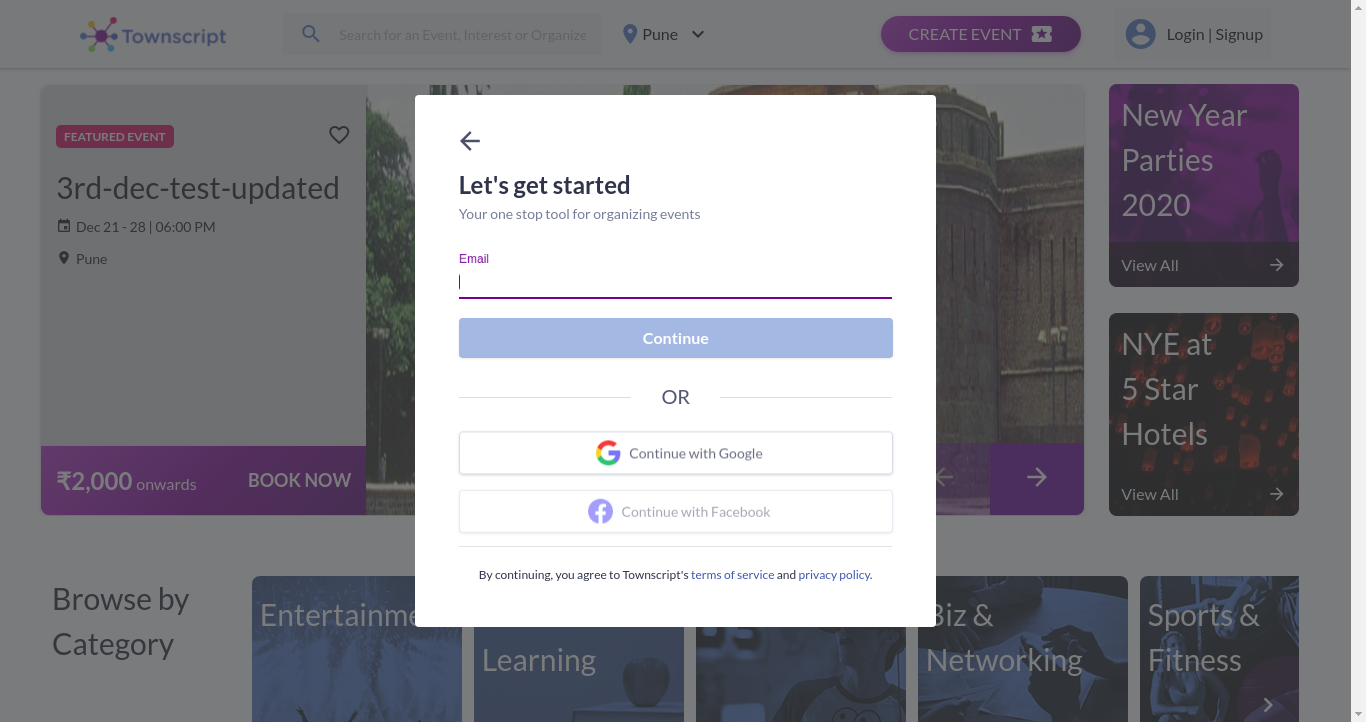 Townscript
Search for an Event, Interest or Organize
Pune
CREATE EVENT
Login | Signup
FEATURED EVENT
3rd-dec-test-updated
Dec 21 - 28 | 06:00 PM
Pune
₹2,000 onwards
BOOK NOW
Let's get started
Your one stop tool for organizing events
Email
Continue
OR
Continue with Google
Continue with Facebook
By continuing, you agree to Townscript's terms of service and privacy policy.
New Year
Parties
2020
View All
NYE at
5 Star
Hotels
View All
Browse by
Category
Entertainme
Learning
Biz &
Networking
Sports &
Fitness